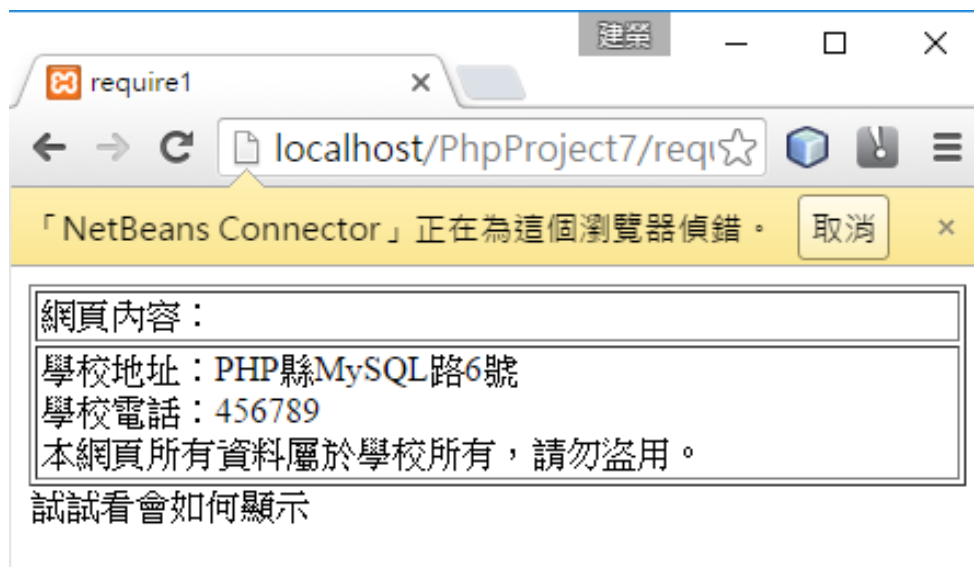 建榮
require1
localhost/PhpProject7/requ
「NetBeans Connector」正在為這個瀏覽器偵錯。 取消
網頁內容：
學校地址：PHP縣MySQL路6號
學校電話：456789
本網頁所有資料屬於學校所有，請勿盜用。
試試看會如何顯示